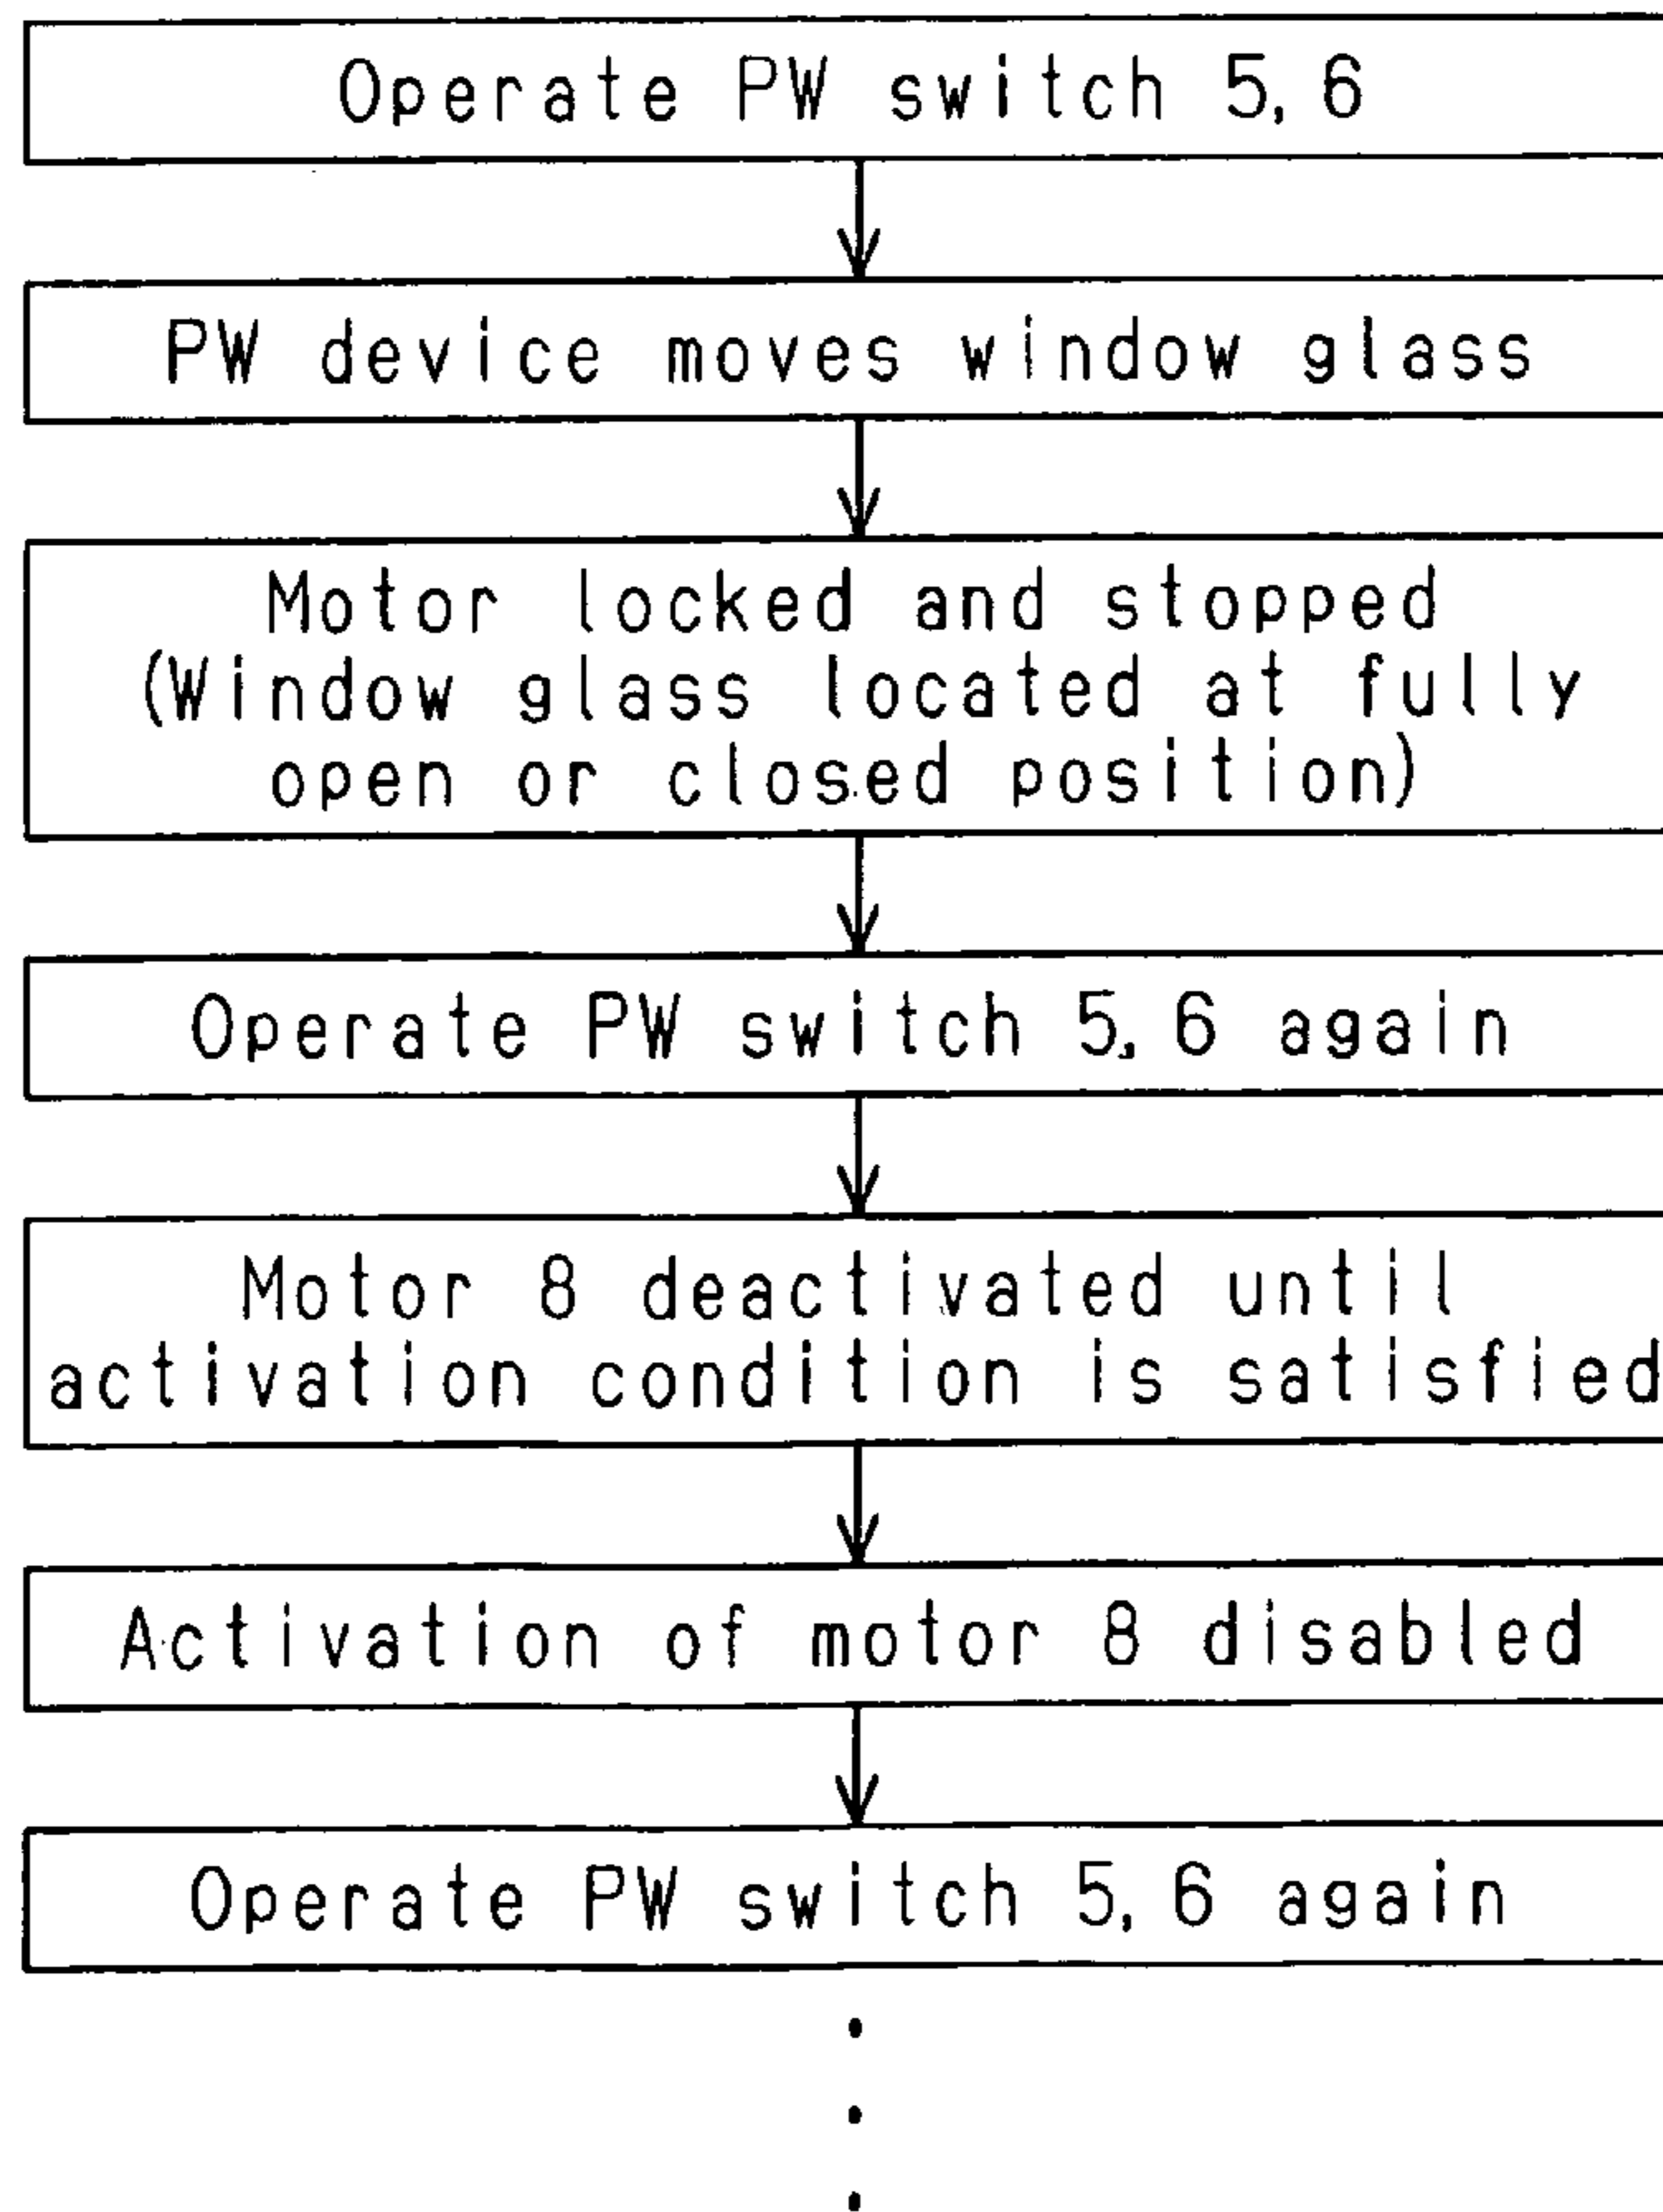 Operate PW switch 5, 6
PW device moves window glass
Motor locked and stopped
(Window glass located at fully
open or closed position)
Operate PW switch 5, 6 again
Motor 8 deactivated until
activation condition is satisfied
Activation of motor 8 disabled
Operate PW switch 5, 6 again